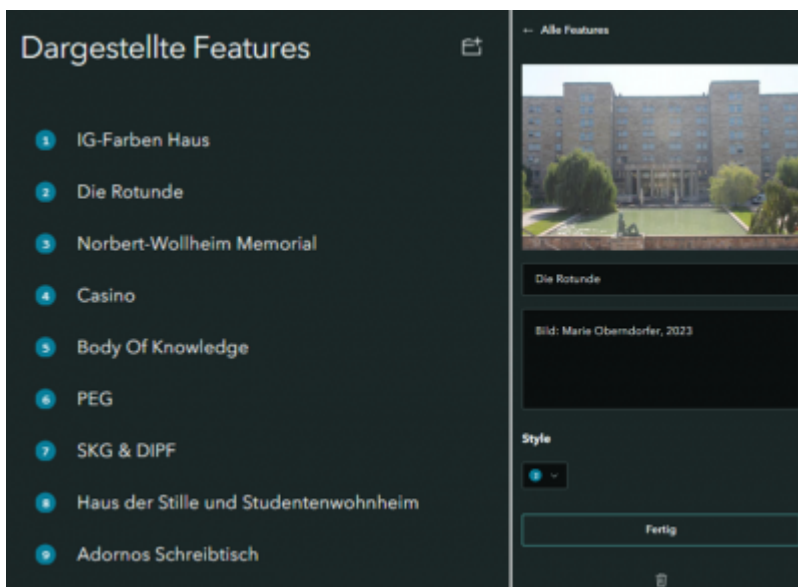 Dargestellte Features
1 IG-Farben Haus
2 Die Rotunde
3 Norbert-Wollheim Memorial
4 Casino
5 Body Of Knowledge
6 PEG
7 SKG & DIPF
8 Haus der Stille und Studentenwohnheim
9 Adornos Schreibtisch
← Alle Features
Die Rotunde
Bild: Marie Oberndorfer, 2023
Style
2
Fertig